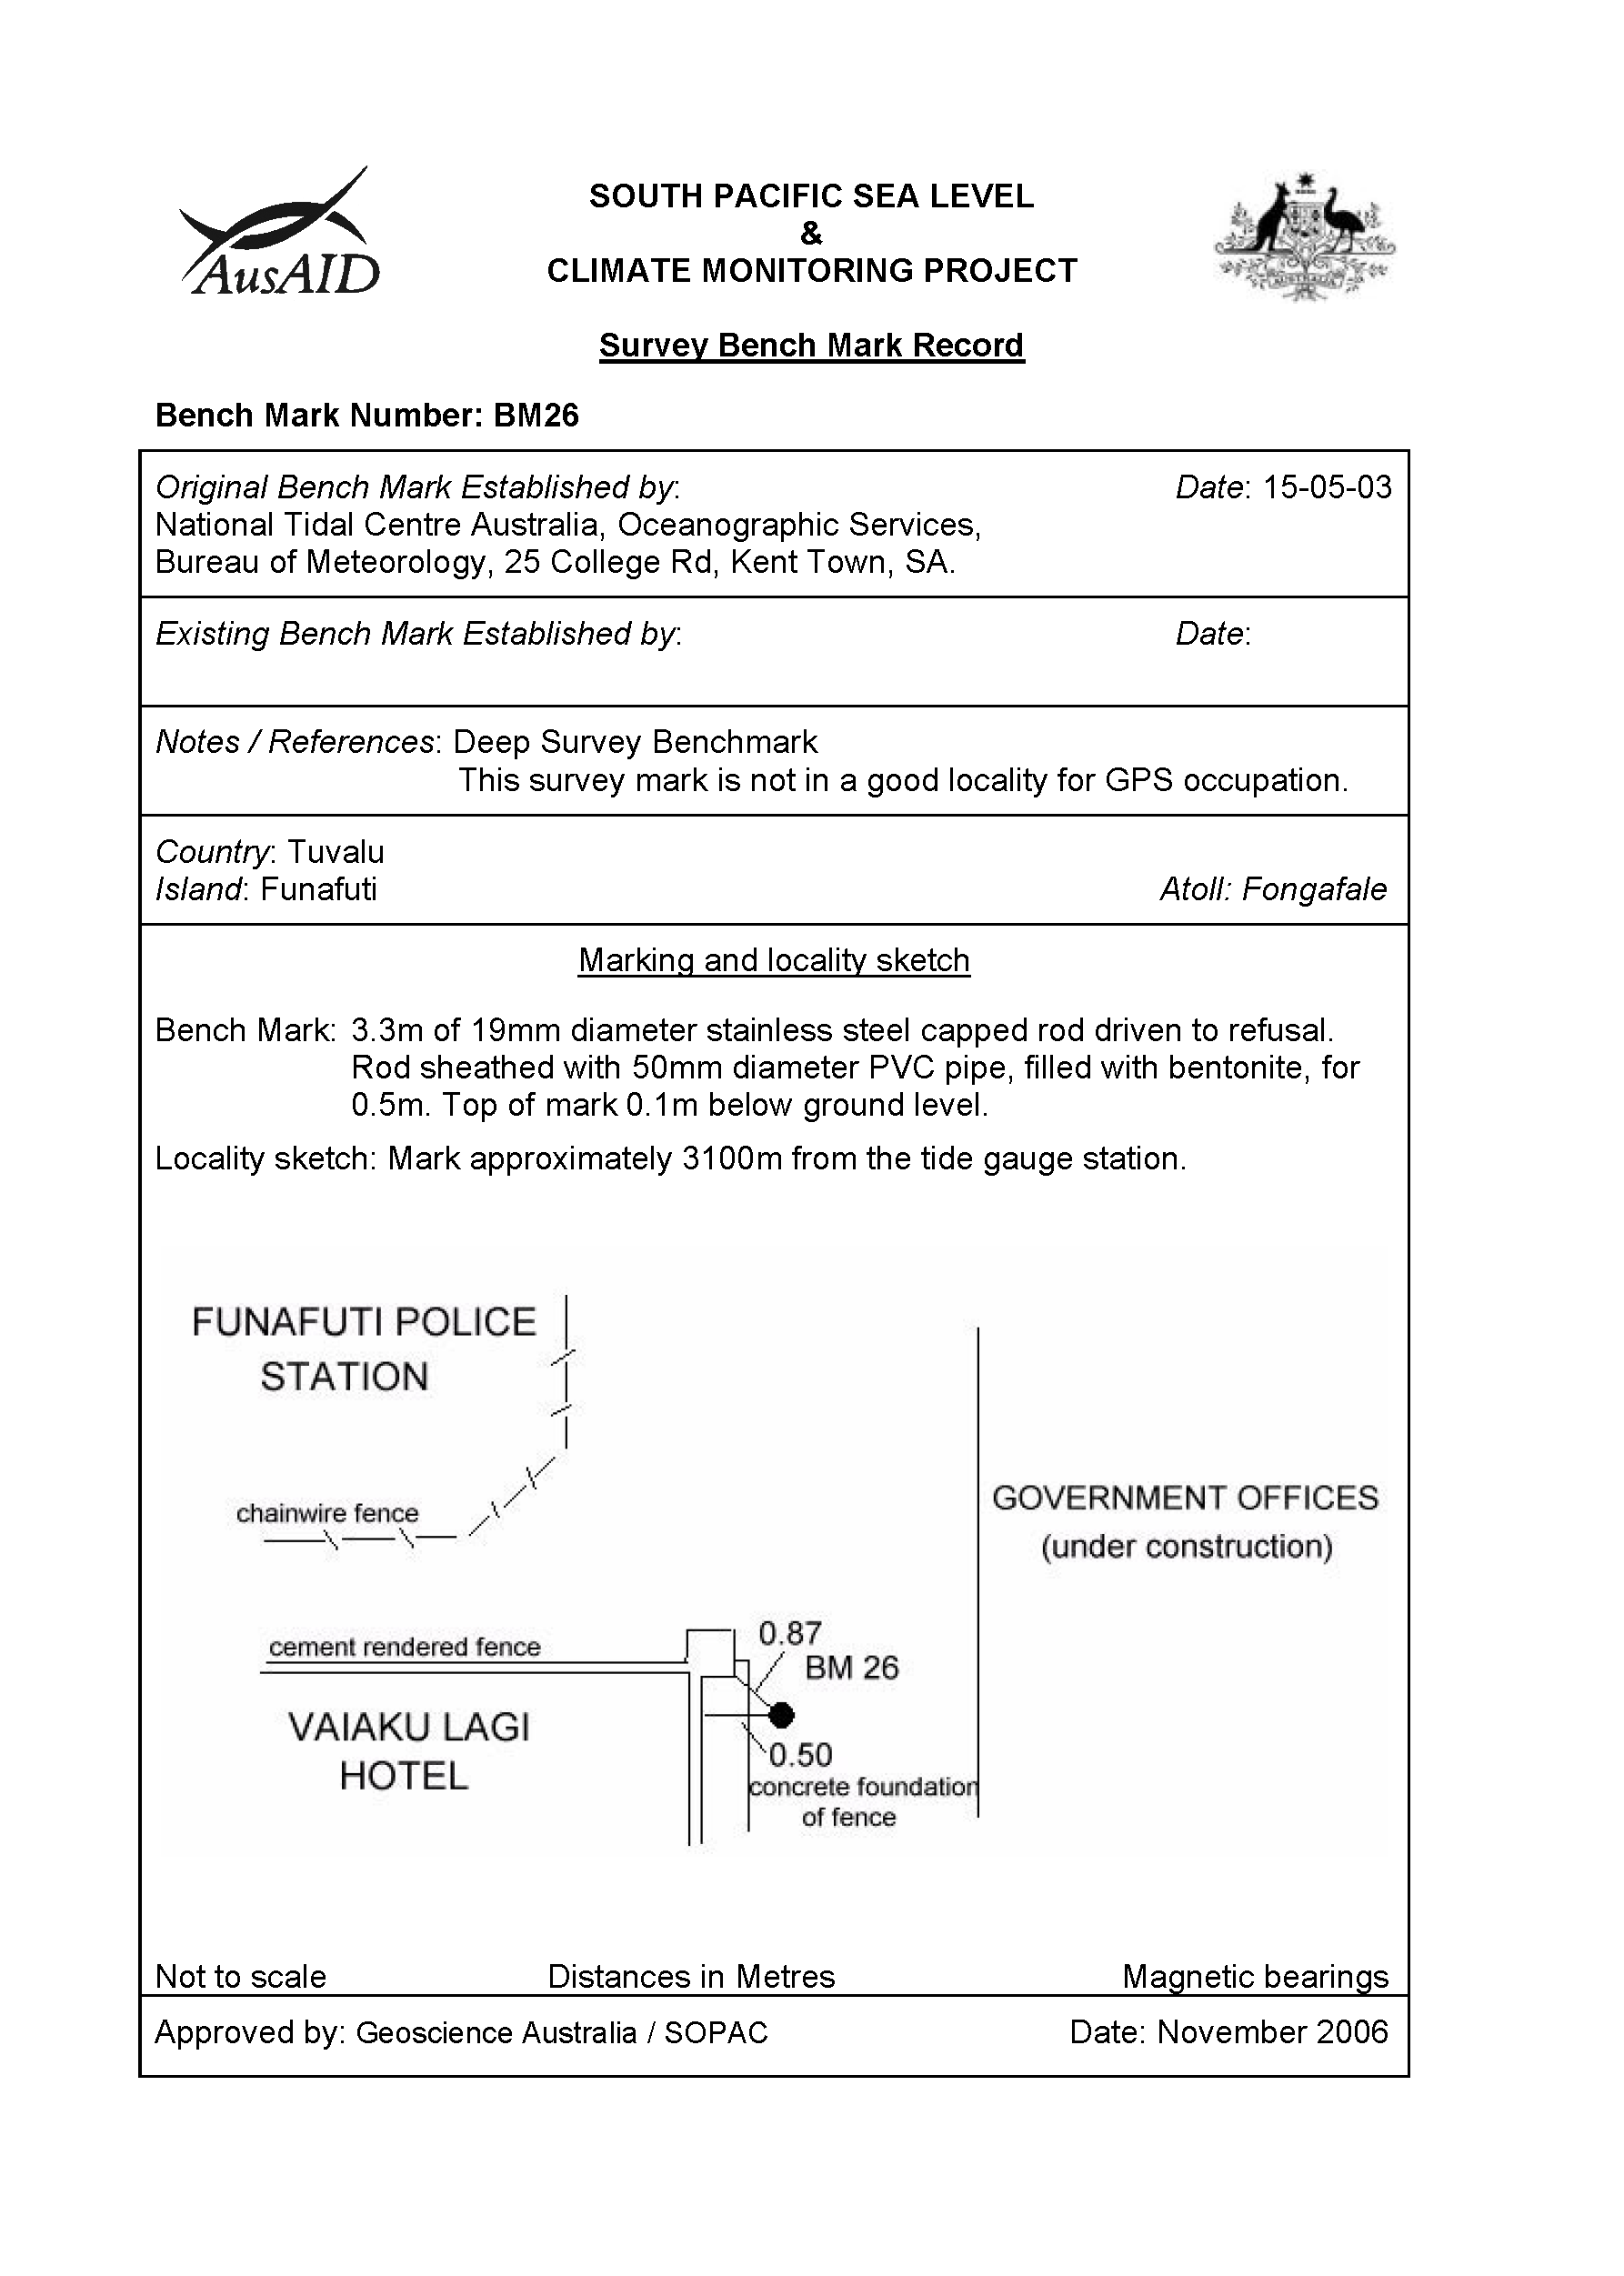 AusAID
SOUTH PACIFIC SEA LEVEL
&
CLIMATE MONITORING PROJECT
AUSTRALIA
Survey Bench Mark Record
Bench Mark Number: BM26
Original Bench Mark Established by: Date: 15-05-03
National Tidal Centre Australia, Oceanographic Services,
Bureau of Meteorology, 25 College Rd, Kent Town, SA.
Existing Bench Mark Established by: Date:
Notes / References: Deep Survey Benchmark
This survey mark is not in a good locality for GPS occupation.
Country: Tuvalu
Island: Funafuti Atoll: Fongafale
Marking and locality sketch
Bench Mark: 3.3m of 19mm diameter stainless steel capped rod driven to refusal.
Rod sheathed with 50mm diameter PVC pipe, filled with bentonite, for
0.5m. Top of mark 0.1m below ground level.
Locality sketch: Mark approximately 3100m from the tide gauge station.
FUNAFUTI POLICE
STATION
chainwire fence
GOVERNMENT OFFICES
(under construction)
cement rendered fence
0.87
BM 26
VAIAKU LAGI
HOTEL
0.50
concrete foundation
of fence
Not to scale Distances in Metres Magnetic bearings
Approved by: Geoscience Australia / SOPAC Date: November 2006